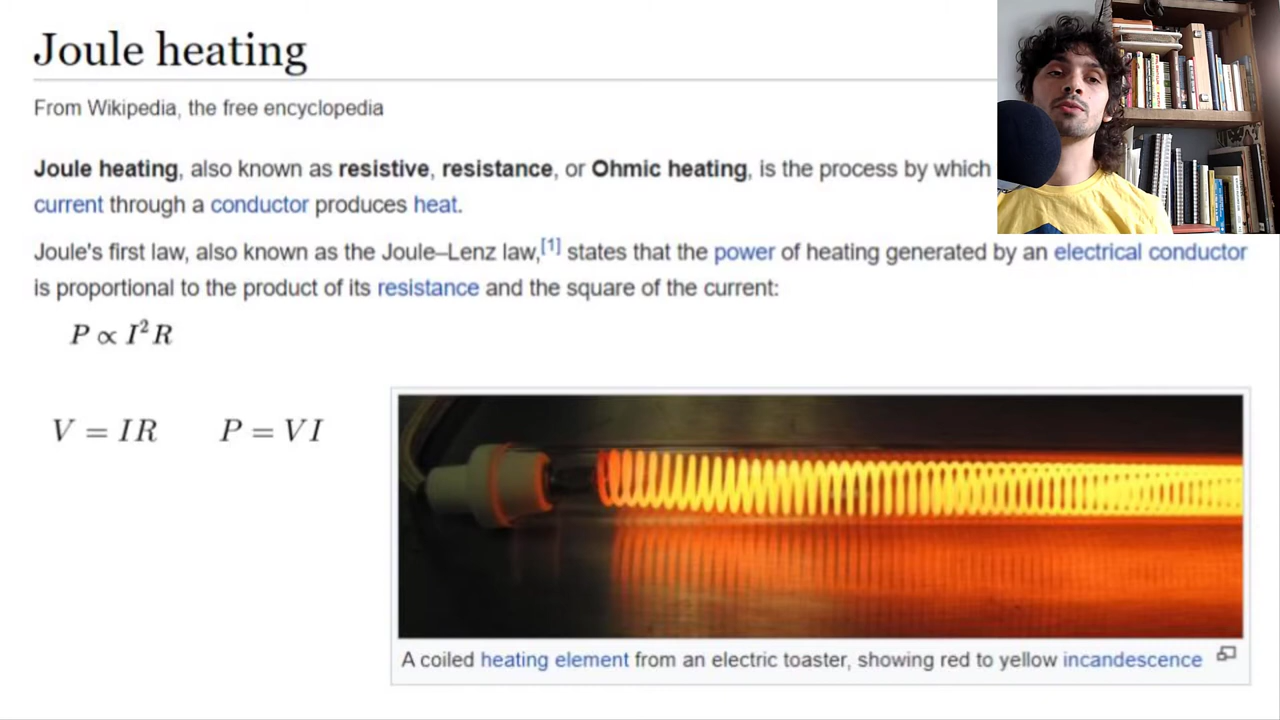 Joule heating
From Wikipedia, the free encyclopedia
Joule heating, also known as resistive, resistance, or Ohmic heating, is the process by which
current through a conductor produces heat.
Joule's first law, also known as the Joule–Lenz law,[1] states that the power of heating generated by an electrical conductor
is proportional to the product of its resistance and the square of the current:
P ∝ I²R
V = IR P = VI
A coiled heating element from an electric toaster, showing red to yellow incandescence